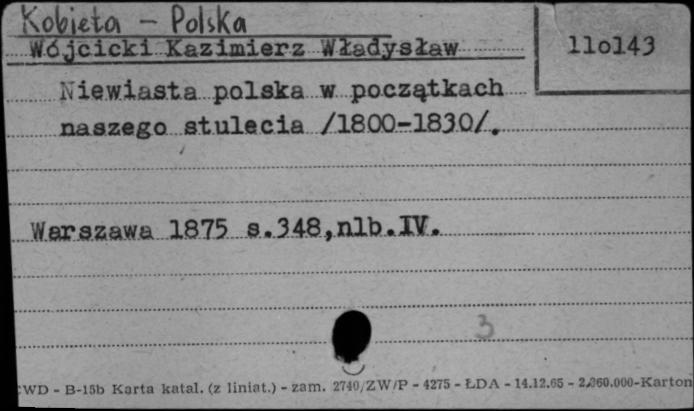 Kobieta - Polska
Wójcicki Kazimierz Władysław
110143
Niewiasta polska w początkach
naszego stulecia /1800-1830/.
Warszawa 1875 s.348,nlb.IV.
3
WD - B-15b Karta katal. (z liniat.) - zam. 2740/ZW/P - 4275 - ŁDA - 14.12.65 - 2.360.000-Karton